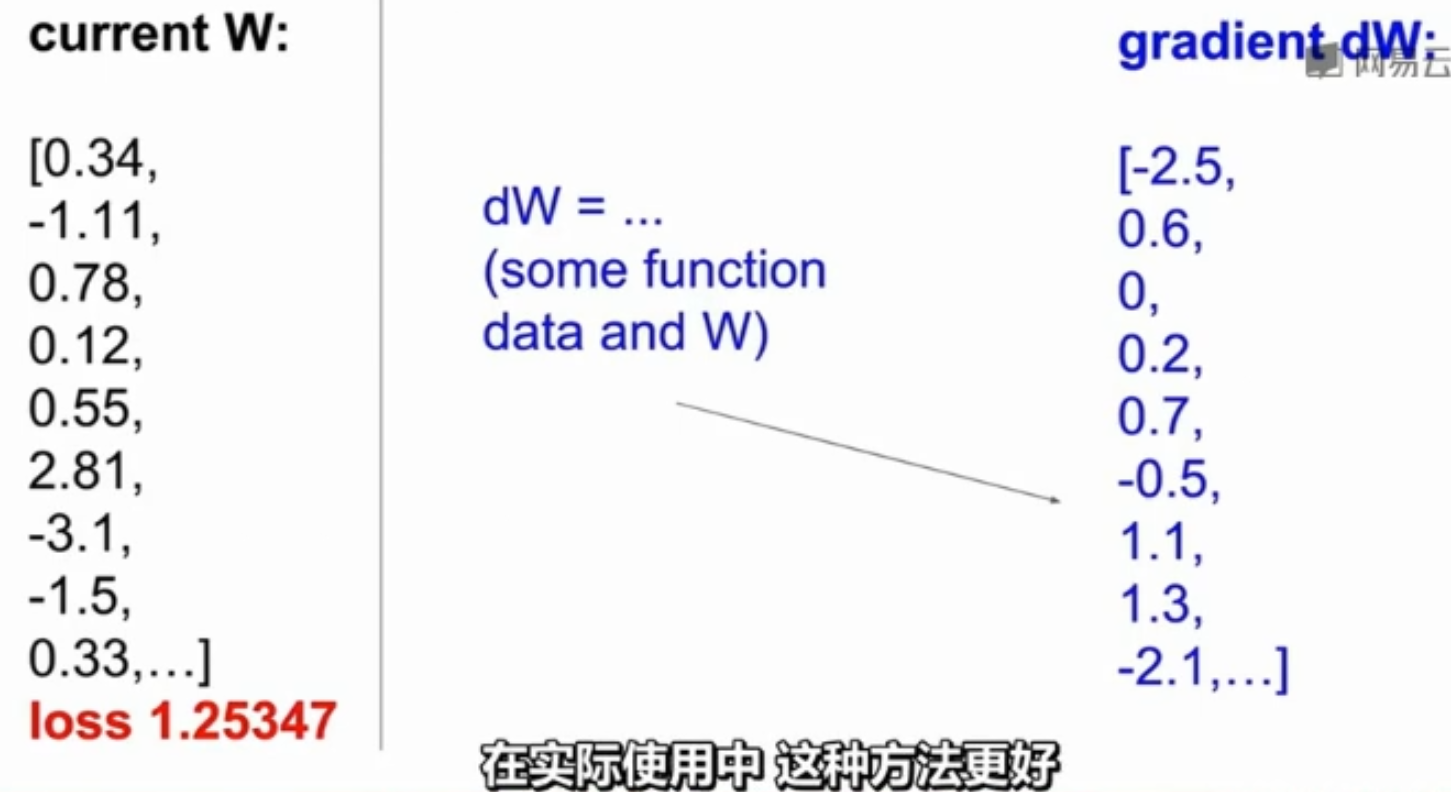 current W:
[0.34,
-1.11,
0.78,
0.12,
0.55,
2.81,
-3.1,
-1.5,
0.33,...]
loss 1.25347
dW = ...
(some function
data and W)
gradient dW:
网易云
[-2.5,
0.6,
0,
0.2,
0.7,
-0.5,
1.1,
1.3,
-2.1,...]
在实际使用中 这种方法更好